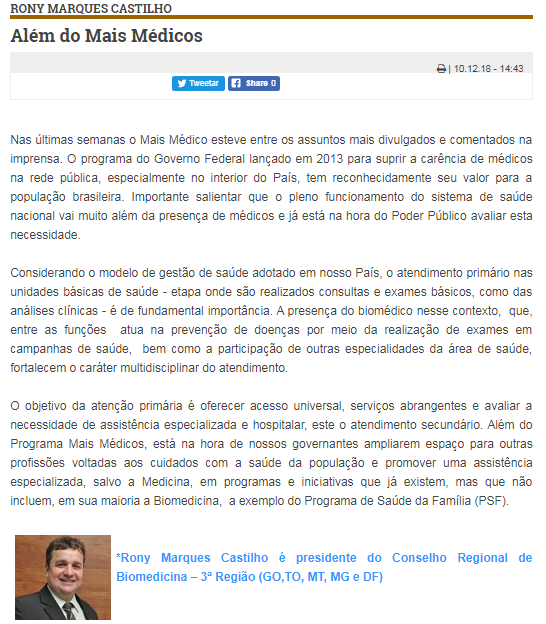 RONY MARQUES CASTILHO
Além do Mais Médicos
| 10.12.18 - 14:43
Tweetar Share 0
Nas últimas semanas o Mais Médico esteve entre os assuntos mais divulgados e comentados na
imprensa. O programa do Governo Federal lançado em 2013 para suprir a carência de médicos
na rede pública, especialmente no interior do País, tem reconhecidamente seu valor para a
população brasileira. Importante salientar que o pleno funcionamento do sistema de saúde
nacional vai muito além da presença de médicos e já está na hora do Poder Público avaliar esta
necessidade.
Considerando o modelo de gestão de saúde adotado em nosso País, o atendimento primário nas
unidades básicas de saúde - etapa onde são realizados consultas e exames básicos, como das
análises clínicas - é de fundamental importância. A presença do biomédico nesse contexto, que,
entre as funções atua na prevenção de doenças por meio da realização de exames em
campanhas de saúde, bem como a participação de outras especialidades da área de saúde,
fortalecem o caráter multidisciplinar do atendimento.
O objetivo da atenção primária é oferecer acesso universal, serviços abrangentes e avaliar a
necessidade de assistência especializada e hospitalar, este o atendimento secundário. Além do
Programa Mais Médicos, está na hora de nossos governantes ampliarem espaço para outras
profissões voltadas aos cuidados com a saúde da população e promover uma assistência
especializada, salvo a Medicina, em programas e iniciativas que já existem, mas que não
incluem, em sua maioria a Biomedicina, a exemplo do Programa de Saúde da Família (PSF).
*Rony Marques Castilho é presidente do Conselho Regional de
Biomedicina – 3ª Região (GO,TO, MT, MG e DF)